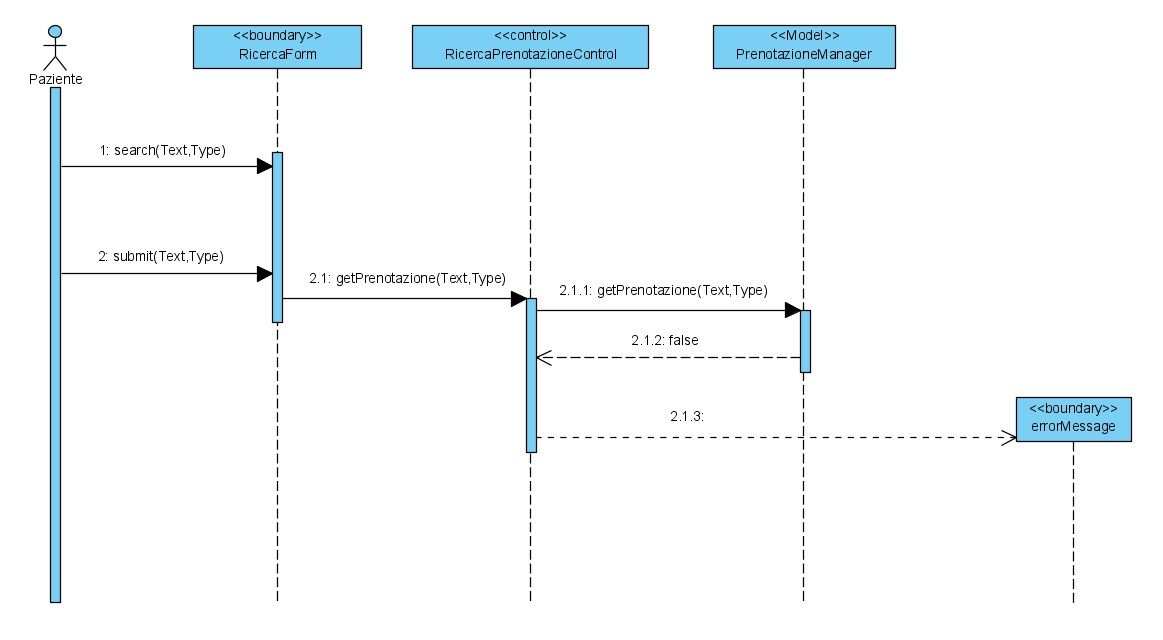 <<boundary>>
RicercaForm
<<control>>
RicercaPrenotazioneControl
<<Model>>
PrenotazioneManager
Paziente
1: search(Text,Type)
2: submit(Text,Type)
2.1: getPrenotazione(Text,Type)
2.1.1: getPrenotazione(Text,Type)
2.1.2: false
2.1.3:
<<boundary>>
errorMessage